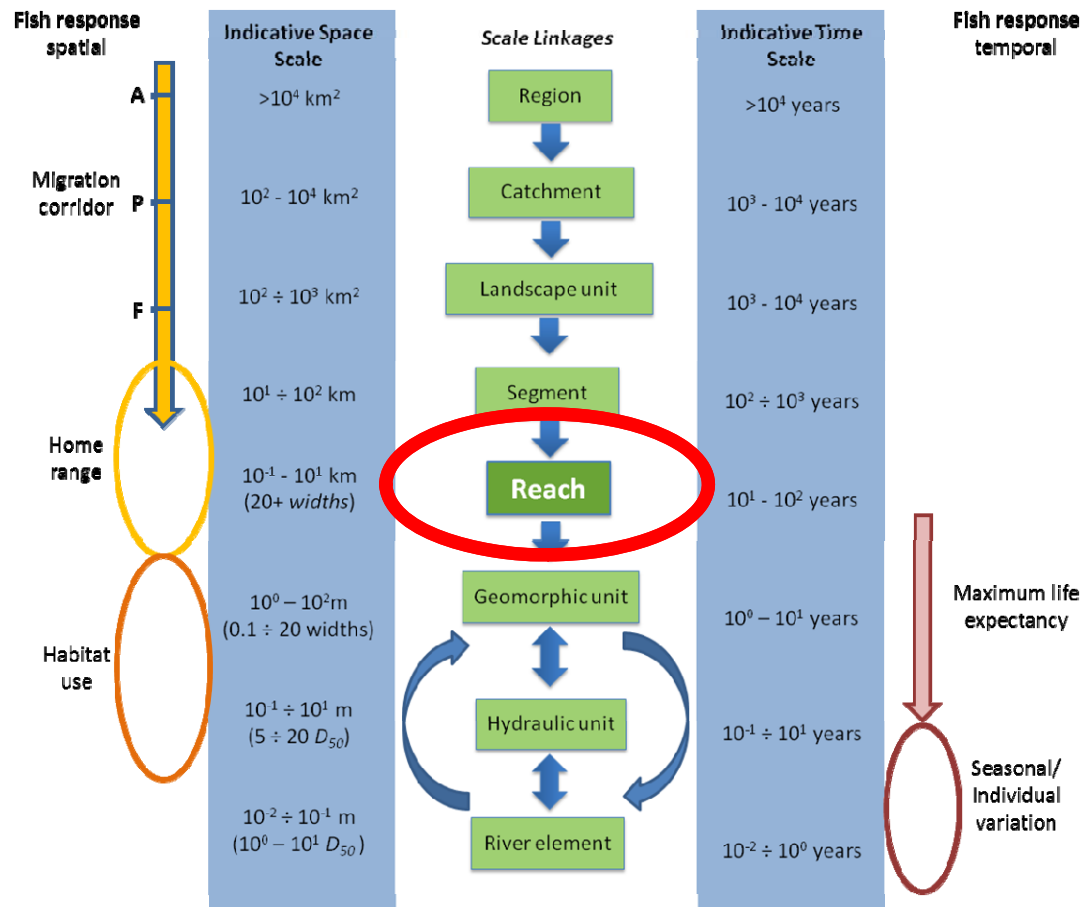 Fish response
spatial
Indicative Space
Scale
Scale Linkages
Indicative Time
Scale
Fish response
temporal
A
>10⁴ km²
Region
>10⁴ years
Migration
corridor
P
10² - 10⁴ km²
Catchment
10³ - 10⁴ years
F
10² ÷ 10³ km²
Landscape unit
10³ - 10⁴ years
10¹ ÷ 10² km
Segment
10² ÷ 10³ years
Home
range
10⁻¹ - 10¹ km
(20+ widths)
Reach
10¹ - 10² years
10⁰ – 10² m
(0.1 ÷ 20 widths)
Geomorphic unit
10⁰ – 10¹ years
Maximum life
expectancy
Habitat
use
10⁻¹ ÷ 10¹ m
(5 ÷ 20 D₅₀)
Hydraulic unit
10⁻¹ ÷ 10¹ years
Seasonal/
Individual
variation
10⁻² ÷ 10⁻¹ m
(10⁰ – 10¹ D₅₀)
River element
10⁻² ÷ 10⁰ years